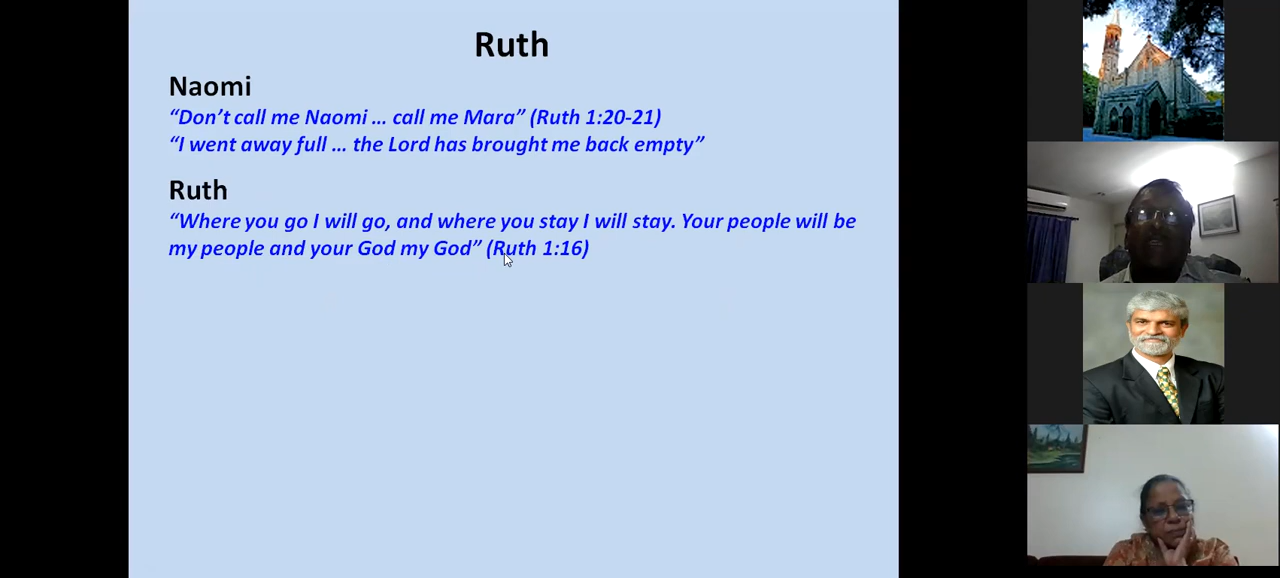 Ruth
Naomi
“Don’t call me Naomi ... call me Mara” (Ruth 1:20-21)
“I went away full ... the Lord has brought me back empty”
Ruth
“Where you go I will go, and where you stay I will stay. Your people will be
my people and your God my God” (Ruth 1:16)